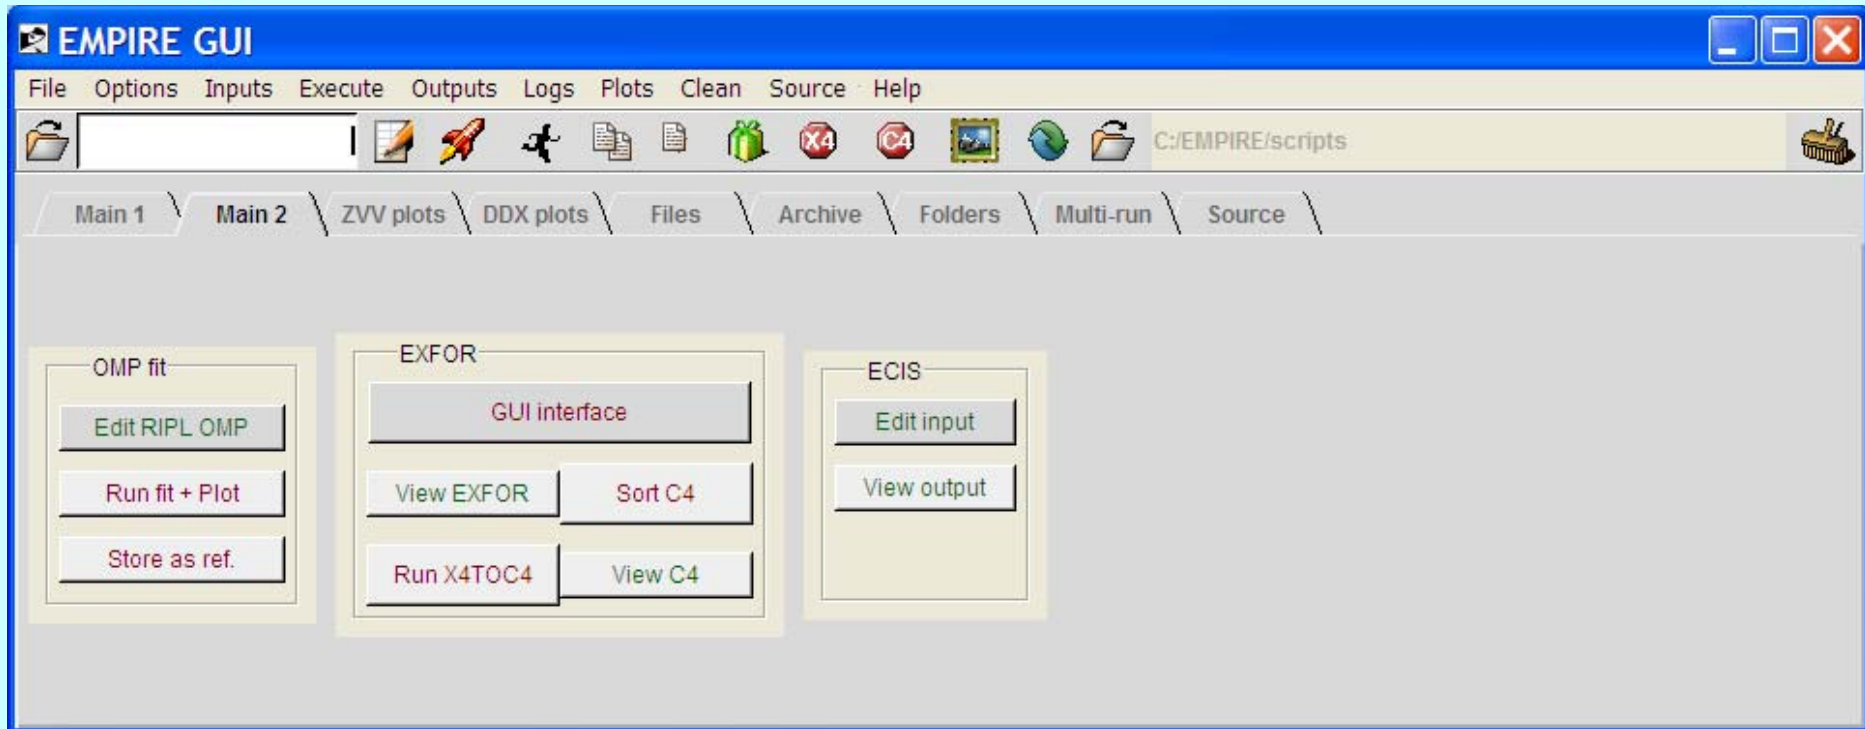 EMPIRE GUI
File Options Inputs Execute Outputs Logs Plots Clean Source Help
X4 C4 C:/EMPIRE/scripts
Main 1 Main 2 ZVV plots DDX plots Files Archive Folders Multi-run Source
OMP fit
Edit RIPL OMP
Run fit + Plot
Store as ref.
EXFOR
GUI interface
View EXFOR Sort C4
Run X4TOC4 View C4
ECIS
Edit input
View output